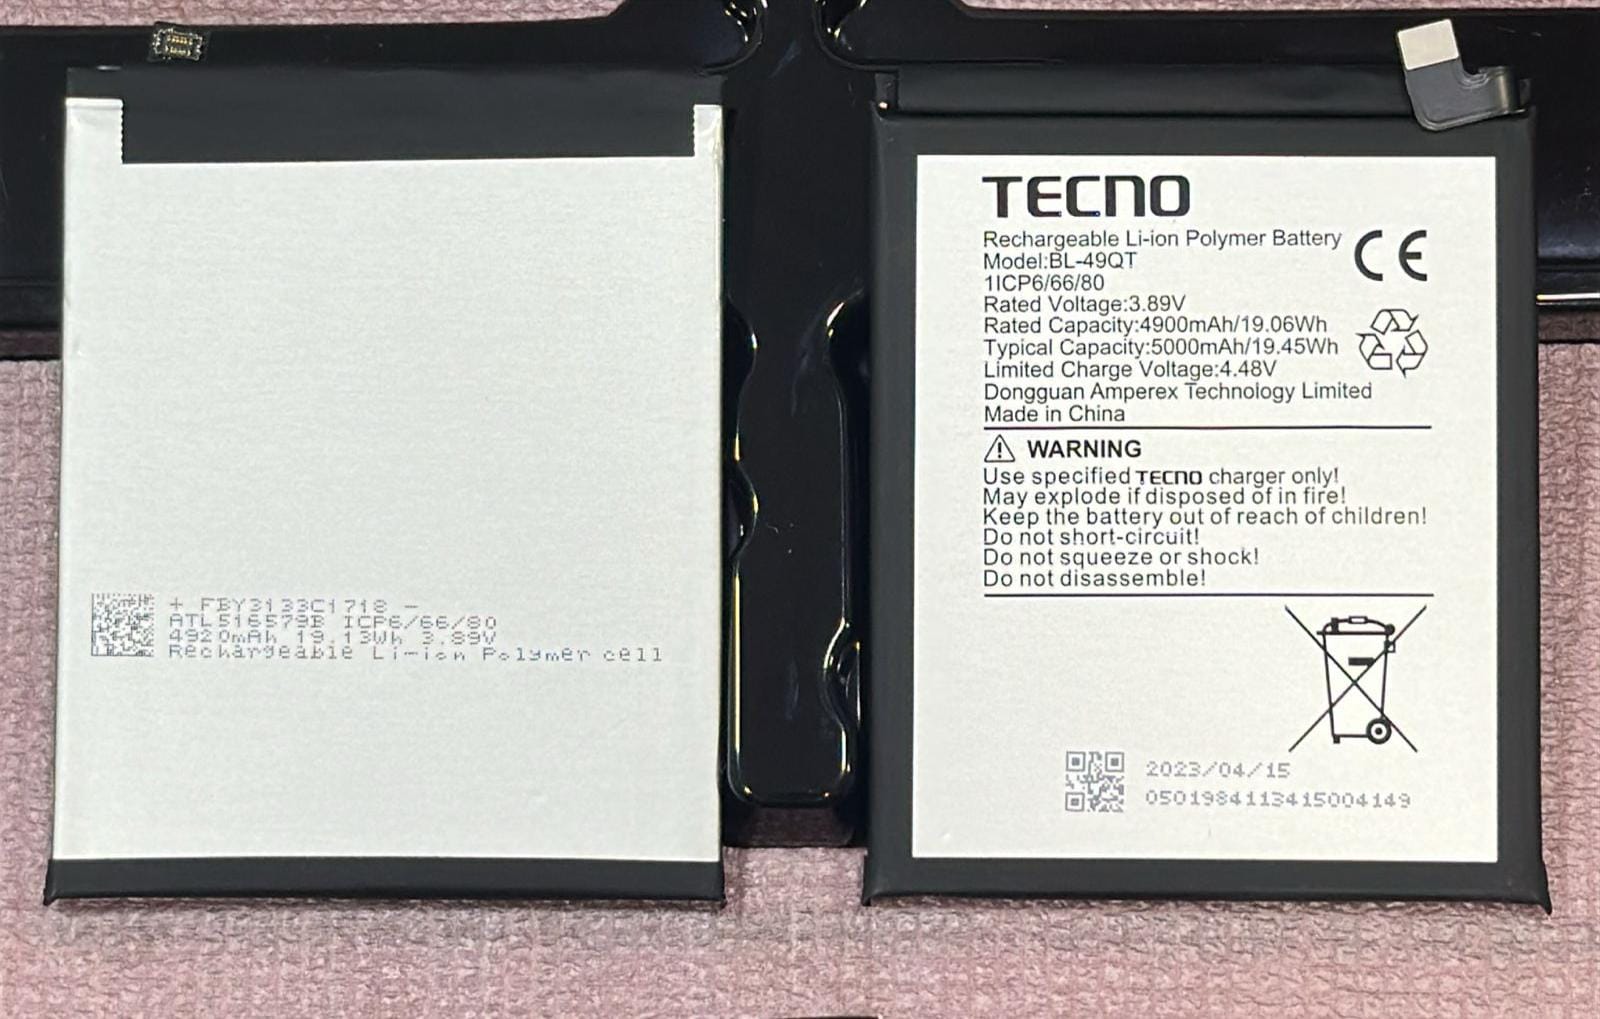 + FBY3133C1718 -
ATL516579B ICP6/66/80
4920mAh 19.13Wh 3.89V
Rechargeable Li-ion Polymer cell
TECNO
Rechargeable Li-ion Polymer Battery
CE
Model:BL-49QT
1ICP6/66/80
Rated Voltage:3.89V
Rated Capacity:4900mAh/19.06Wh
Typical Capacity:5000mAh/19.45Wh
Limited Charge Voltage:4.48V
Dongguan Amperex Technology Limited
Made in China
WARNING
Use specified TECNO charger only!
May explode if disposed of in fire!
Keep the battery out of reach of children!
Do not short-circuit!
Do not squeeze or shock!
Do not disassemble!
2023/04/15
0501984113415004149